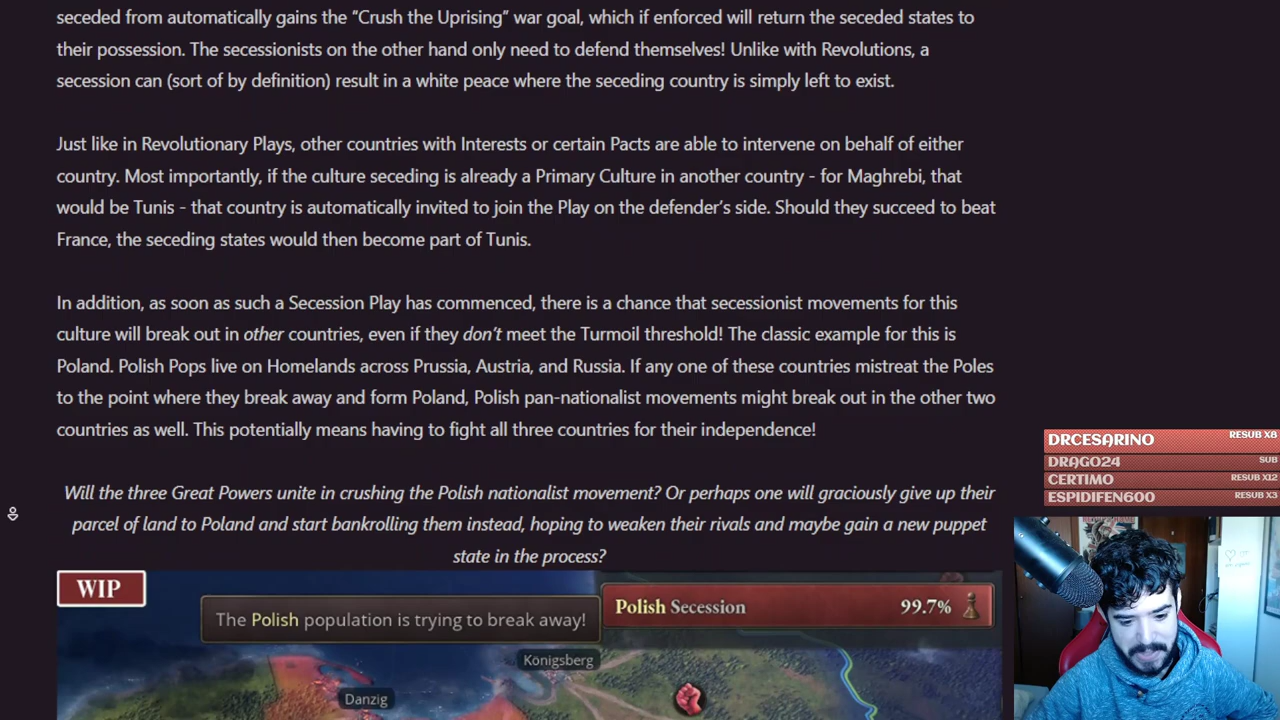 seceded from automatically gains the “Crush the Uprising” war goal, which if enforced will return the seceded states to
their possession. The secessionists on the other hand only need to defend themselves! Unlike with Revolutions, a
secession can (sort of by definition) result in a white peace where the seceding country is simply left to exist.
Just like in Revolutionary Plays, other countries with Interests or certain Pacts are able to intervene on behalf of either
country. Most importantly, if the culture seceding is already a Primary Culture in another country - for Maghrebi, that
would be Tunis - that country is automatically invited to join the Play on the defender’s side. Should they succeed to beat
France, the seceding states would then become part of Tunis.
In addition, as soon as such a Secession Play has commenced, there is a chance that secessionist movements for this
culture will break out in other countries, even if they don’t meet the Turmoil threshold! The classic example for this is
Poland. Polish Pops live on Homelands across Prussia, Austria, and Russia. If any one of these countries mistreat the Poles
to the point where they break away and form Poland, Polish pan-nationalist movements might break out in the other two
countries as well. This potentially means having to fight all three countries for their independence!
Will the three Great Powers unite in crushing the Polish nationalist movement? Or perhaps one will graciously give up their
parcel of land to Poland and start bankrolling them instead, hoping to weaken their rivals and maybe gain a new puppet
state in the process?
WIP
The Polish population is trying to break away!
Polish Secession 99.7%
Königsberg
Danzig
DRCESARINO RESUB X8
DRAGO24 SUB
CERTIMO RESUB X12
ESPIDIFEN600 RESUB X3